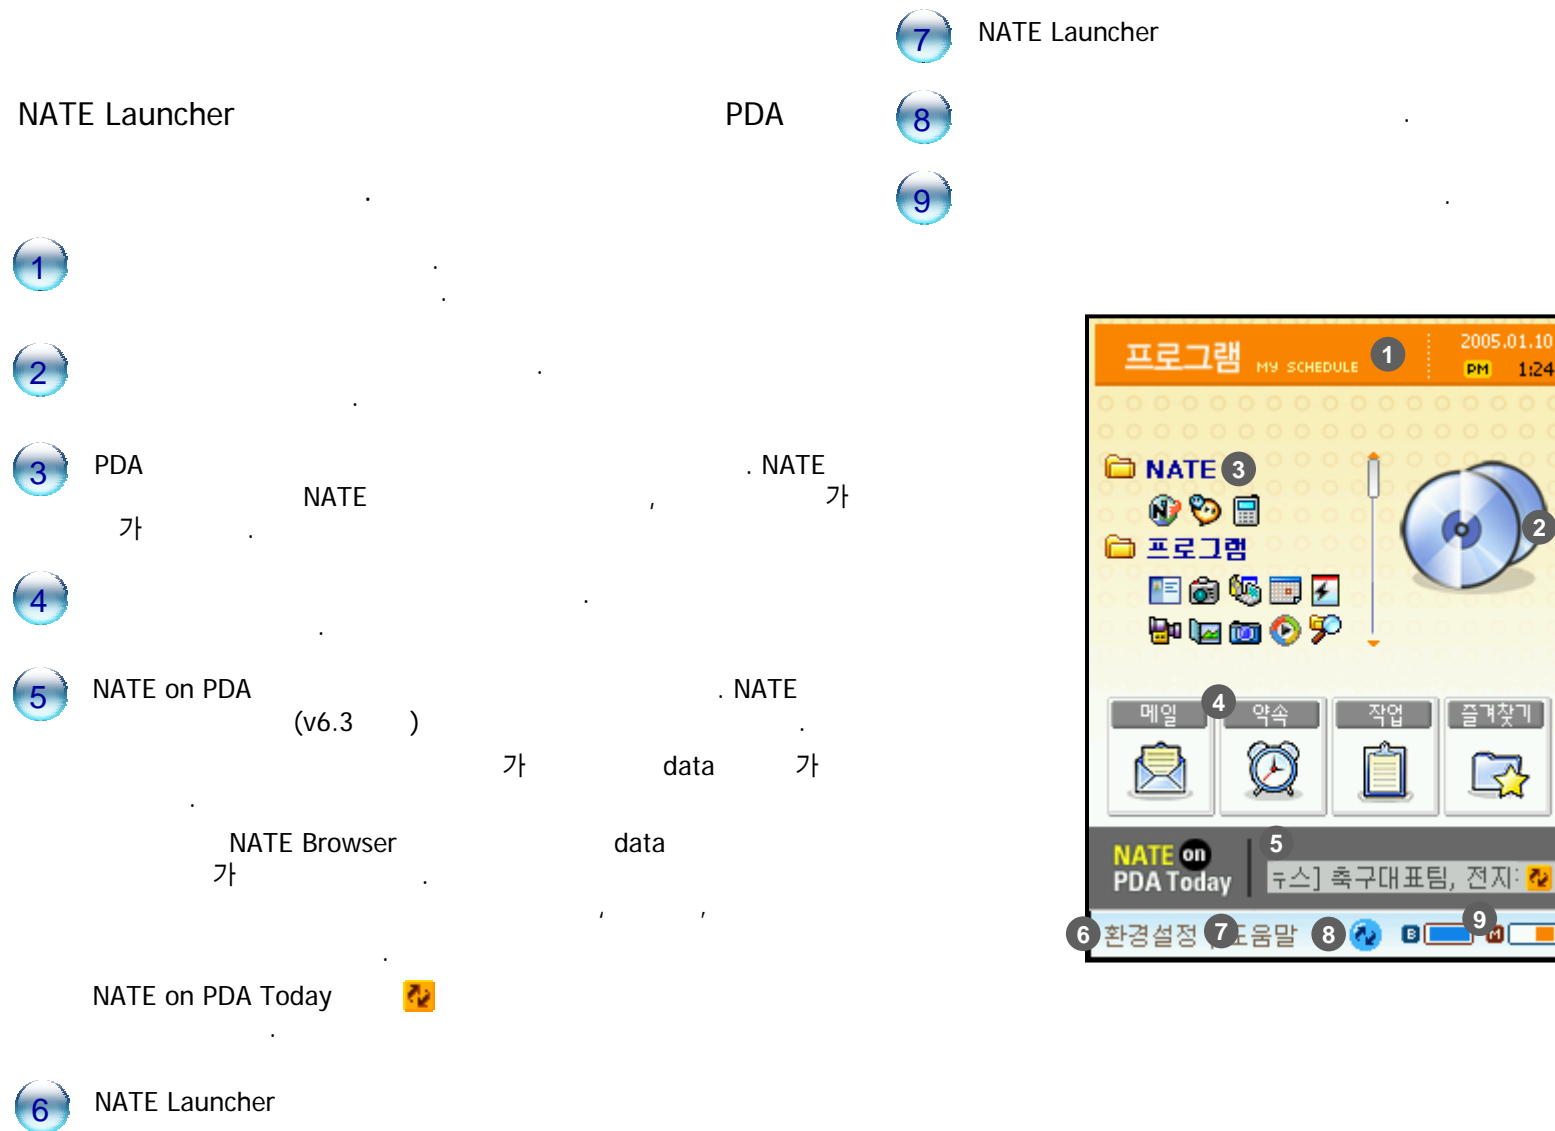 NATE Launcher PDA
.
1 .
.
2 .
.
3 PDA . NATE
NATE , 가
가 .
4 .
.
5 NATE on PDA . NATE
(v6.3 ) .
가 data 가
.
NATE Browser data
가 .
, ,
.
NATE on PDA Today
.
6 NATE Launcher
7 NATE Launcher
8 .
9 .
프로그램 MY SCHEDULE 1 2005.01.10
PM 1:24
NATE 3
2
프로그램
메일 4 약속 작업 즐겨찾기
NATE on 5
PDA Today 뉴스] 축구대표팀, 전지:
6 환경설정 7 도움말 8 B 9 M